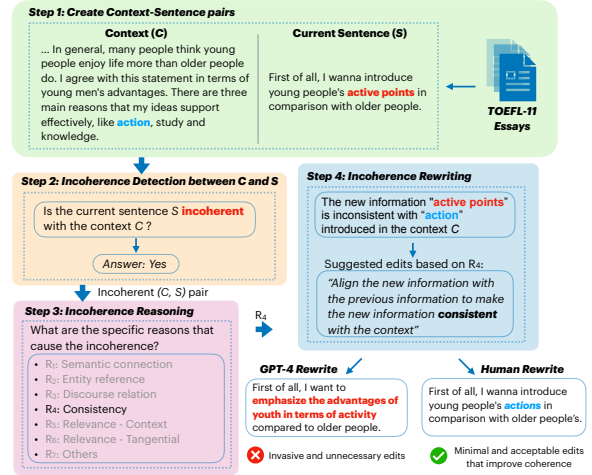 Step 1: Create Context-Sentence pairs
Context (C)
... In general, many people think young
people enjoy life more than older people
do. I agree with this statement in terms of
young men's advantages. There are three
main reasons that my ideas support
effectively, like action, study and
knowledge.
Current Sentence (S)
First of all, I wanna introduce
young people's active points in
comparison with older people.
TOEFL-11
Essays
Step 2: Incoherence Detection between C and S
Is the current sentence S incoherent
with the context C ?
Answer: Yes
Incoherent (C, S) pair
Step 3: Incoherence Reasoning
What are the specific reasons that
cause the incoherence?
• R1: Semantic connection
• R2: Entity reference
• R3: Discourse relation
• R4: Consistency
• R5: Relevance - Context
• R6: Relevance - Tangential
• R7: Others
R4
Step 4: Incoherence Rewriting
The new information "active points"
is inconsistent with “action”
introduced in the context C
Suggested edits based on R4:
“Align the new information with
the previous information to make
the new information consistent
with the context”
GPT-4 Rewrite
First of all, I want to
emphasize the advantages of
youth in terms of activity
compared to older people.
Invasive and unnecessary edits
Human Rewrite
First of all, I wanna introduce
young people's actions in
comparison with older people's.
Minimal and acceptable edits
that improve coherence